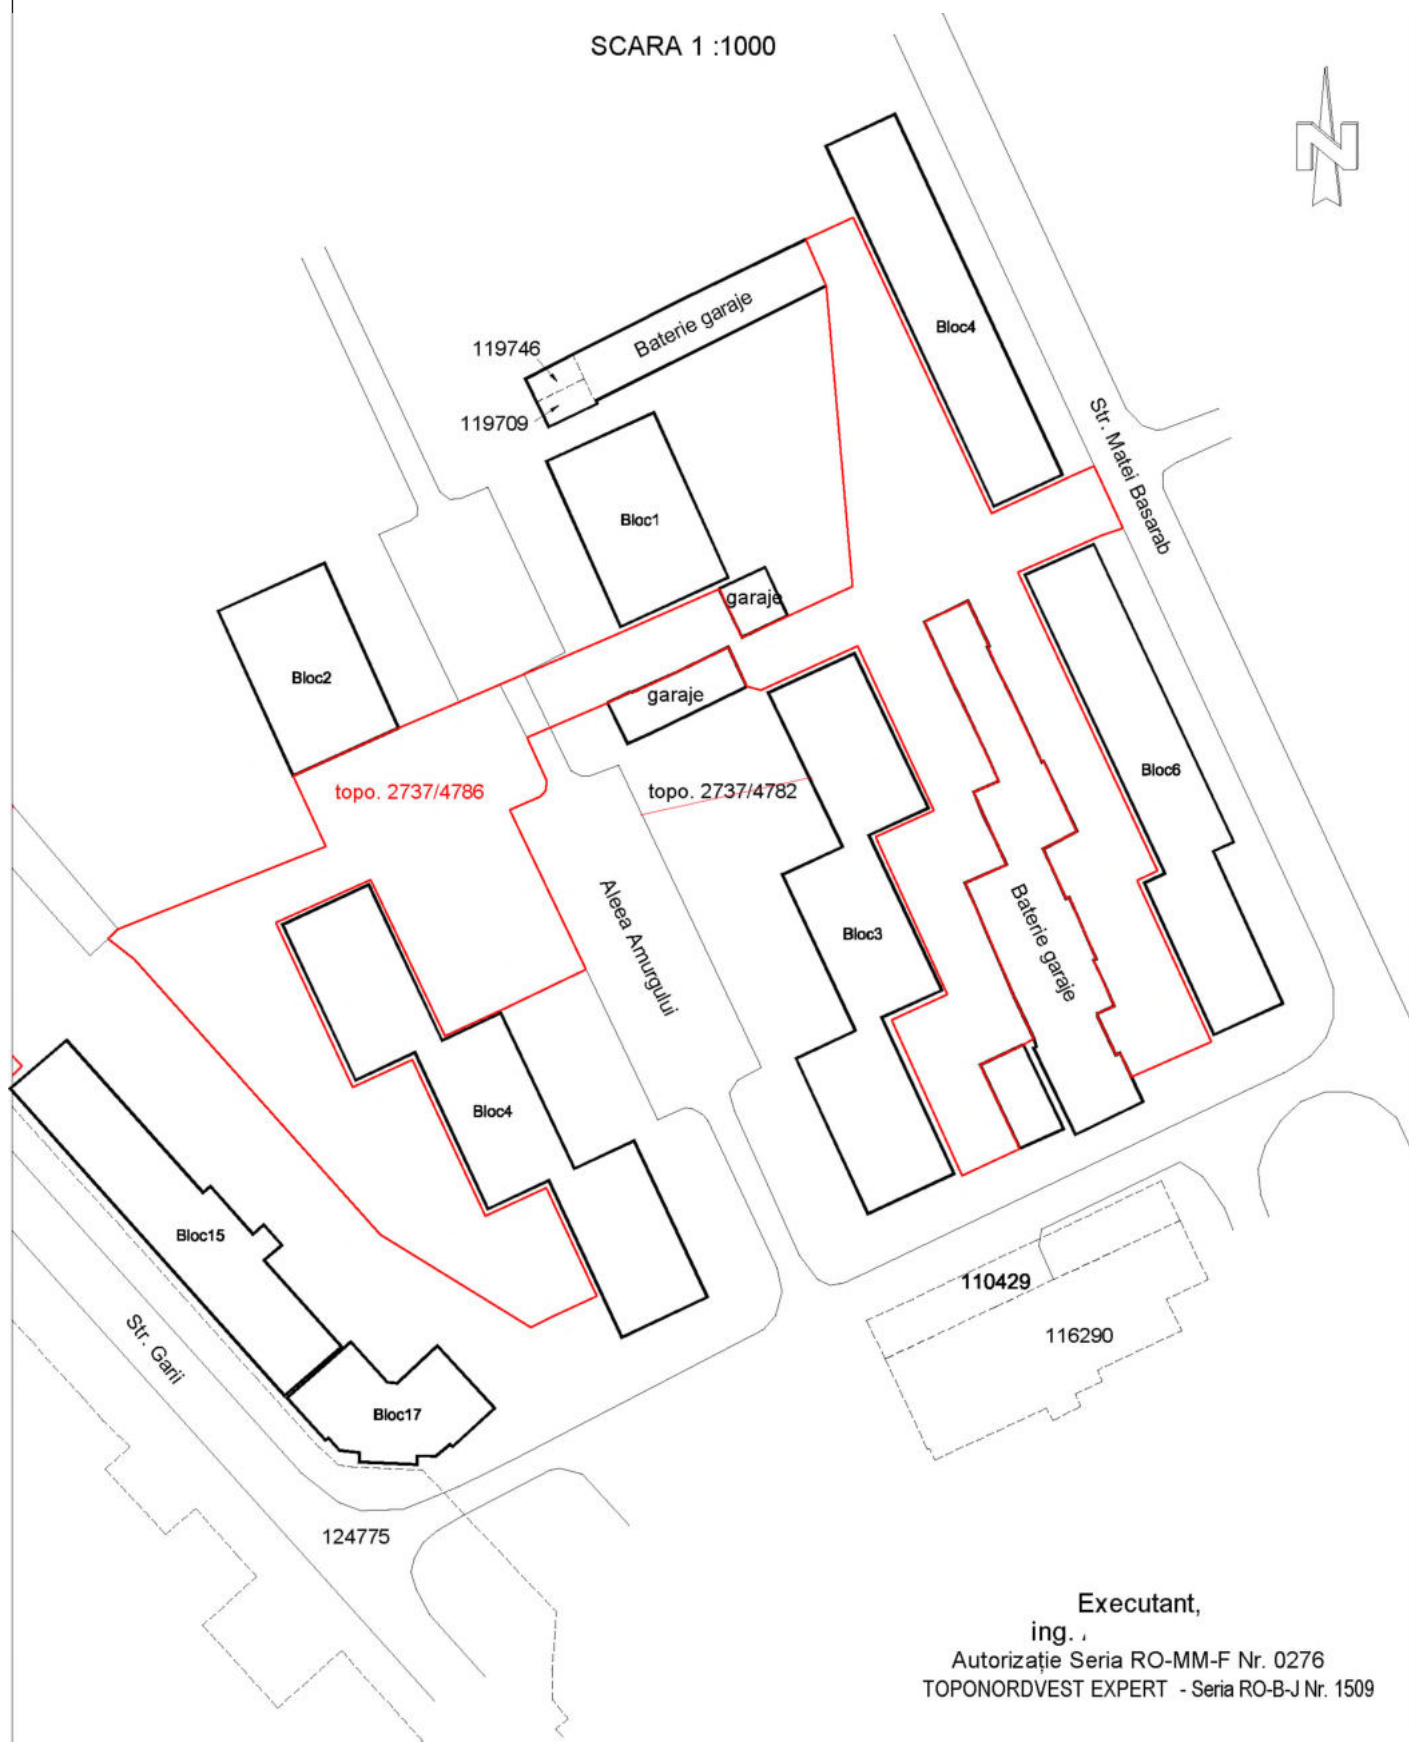 SCARA 1 :1000
N
Bloc4
Baterie garaje
119746
119709
Str. Matei Basarab
Bloc1
garaje
Bloc2
garaje
Bloc6
topo. 2737/4786
topo. 2737/4782
Aleea Amurgului
Baterie garaje
Bloc3
Bloc4
Bloc15
110429
116290
Str. Garii
Bloc17
124775
Executant,
ing.
Autorizație Seria RO-MM-F Nr. 0276
TOPONORDVEST EXPERT - Seria RO-B-J Nr. 1509